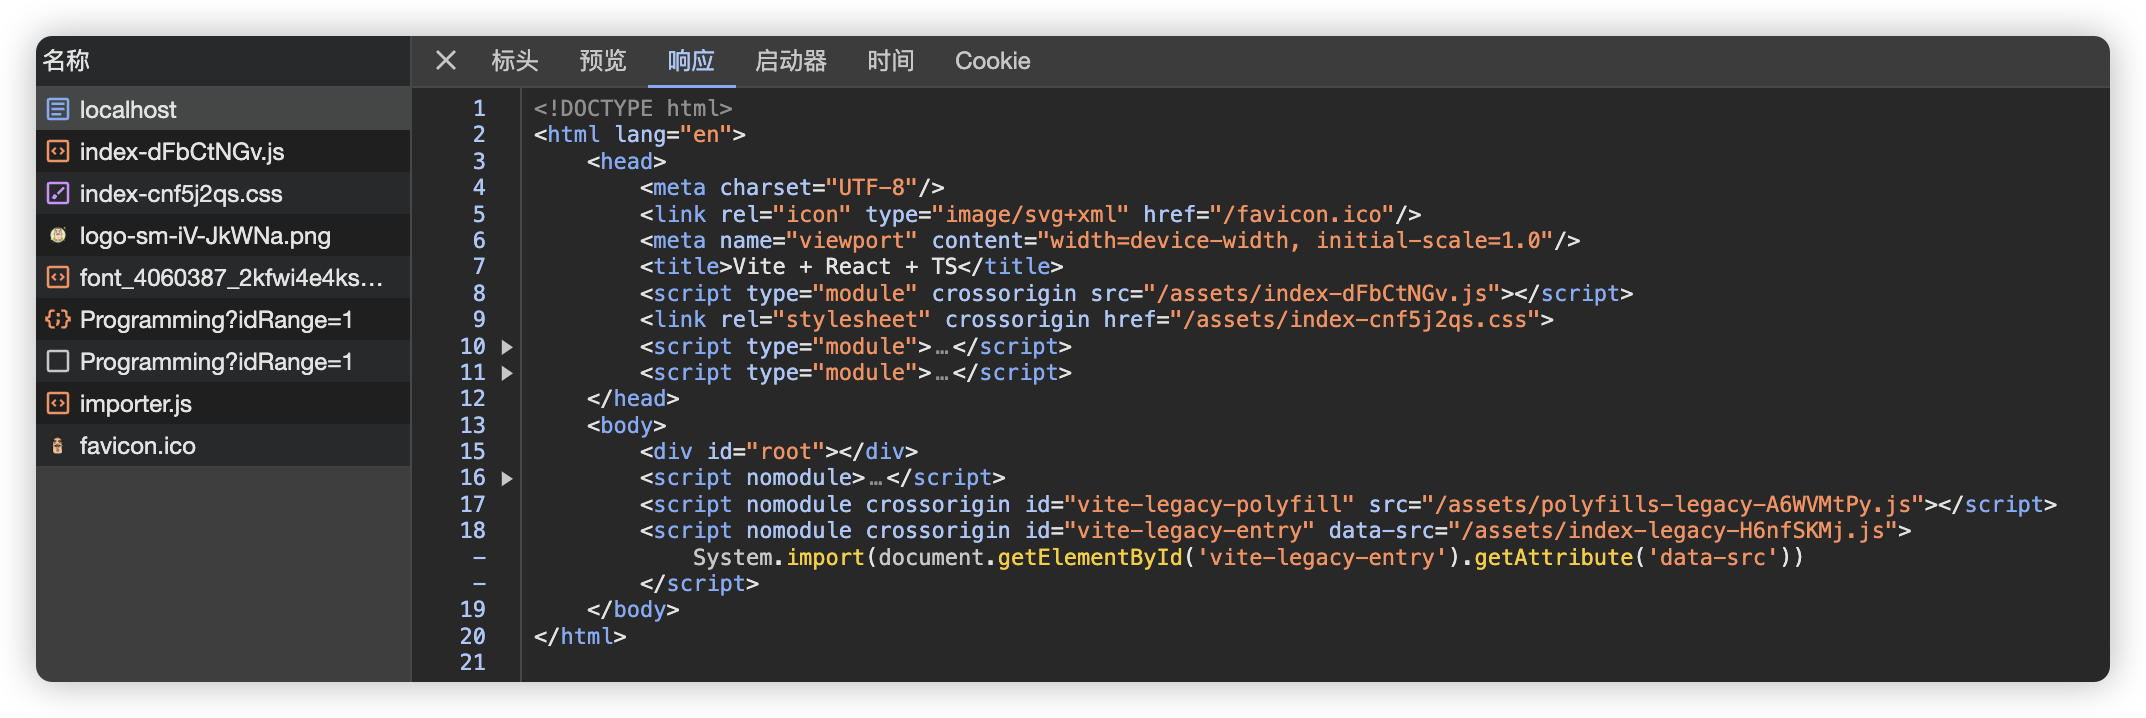 名称
localhost
index-dFbCtNGv.js
index-cnf5j2qs.css
logo-sm-iV-JkWNa.png
font_4060387_2kfwi4e4ks...
Programming?idRange=1
Programming?idRange=1
importer.js
favicon.ico
标头 预览 响应 启动器 时间 Cookie
1 <!DOCTYPE html>
2 <html lang="en">
3 <head>
4 <meta charset="UTF-8"/>
5 <link rel="icon" type="image/svg+xml" href="/favicon.ico"/>
6 <meta name="viewport" content="width=device-width, initial-scale=1.0"/>
7 <title>Vite + React + TS</title>
8 <script type="module" crossorigin src="/assets/index-dFbCtNGv.js"></script>
9 <link rel="stylesheet" crossorigin href="/assets/index-cnf5j2qs.css">
10 <script type="module">…</script>
11 <script type="module">…</script>
12 </head>
13 <body>
15 <div id="root"></div>
16 <script nomodule>…</script>
17 <script nomodule crossorigin id="vite-legacy-polyfill" src="/assets/polyfills-legacy-A6WVMtPy.js"></script>
18 <script nomodule crossorigin id="vite-legacy-entry" data-src="/assets/index-legacy-H6nfSKMj.js">
- System.import(document.getElementById('vite-legacy-entry').getAttribute('data-src'))
- </script>
19 </body>
20 </html>
21